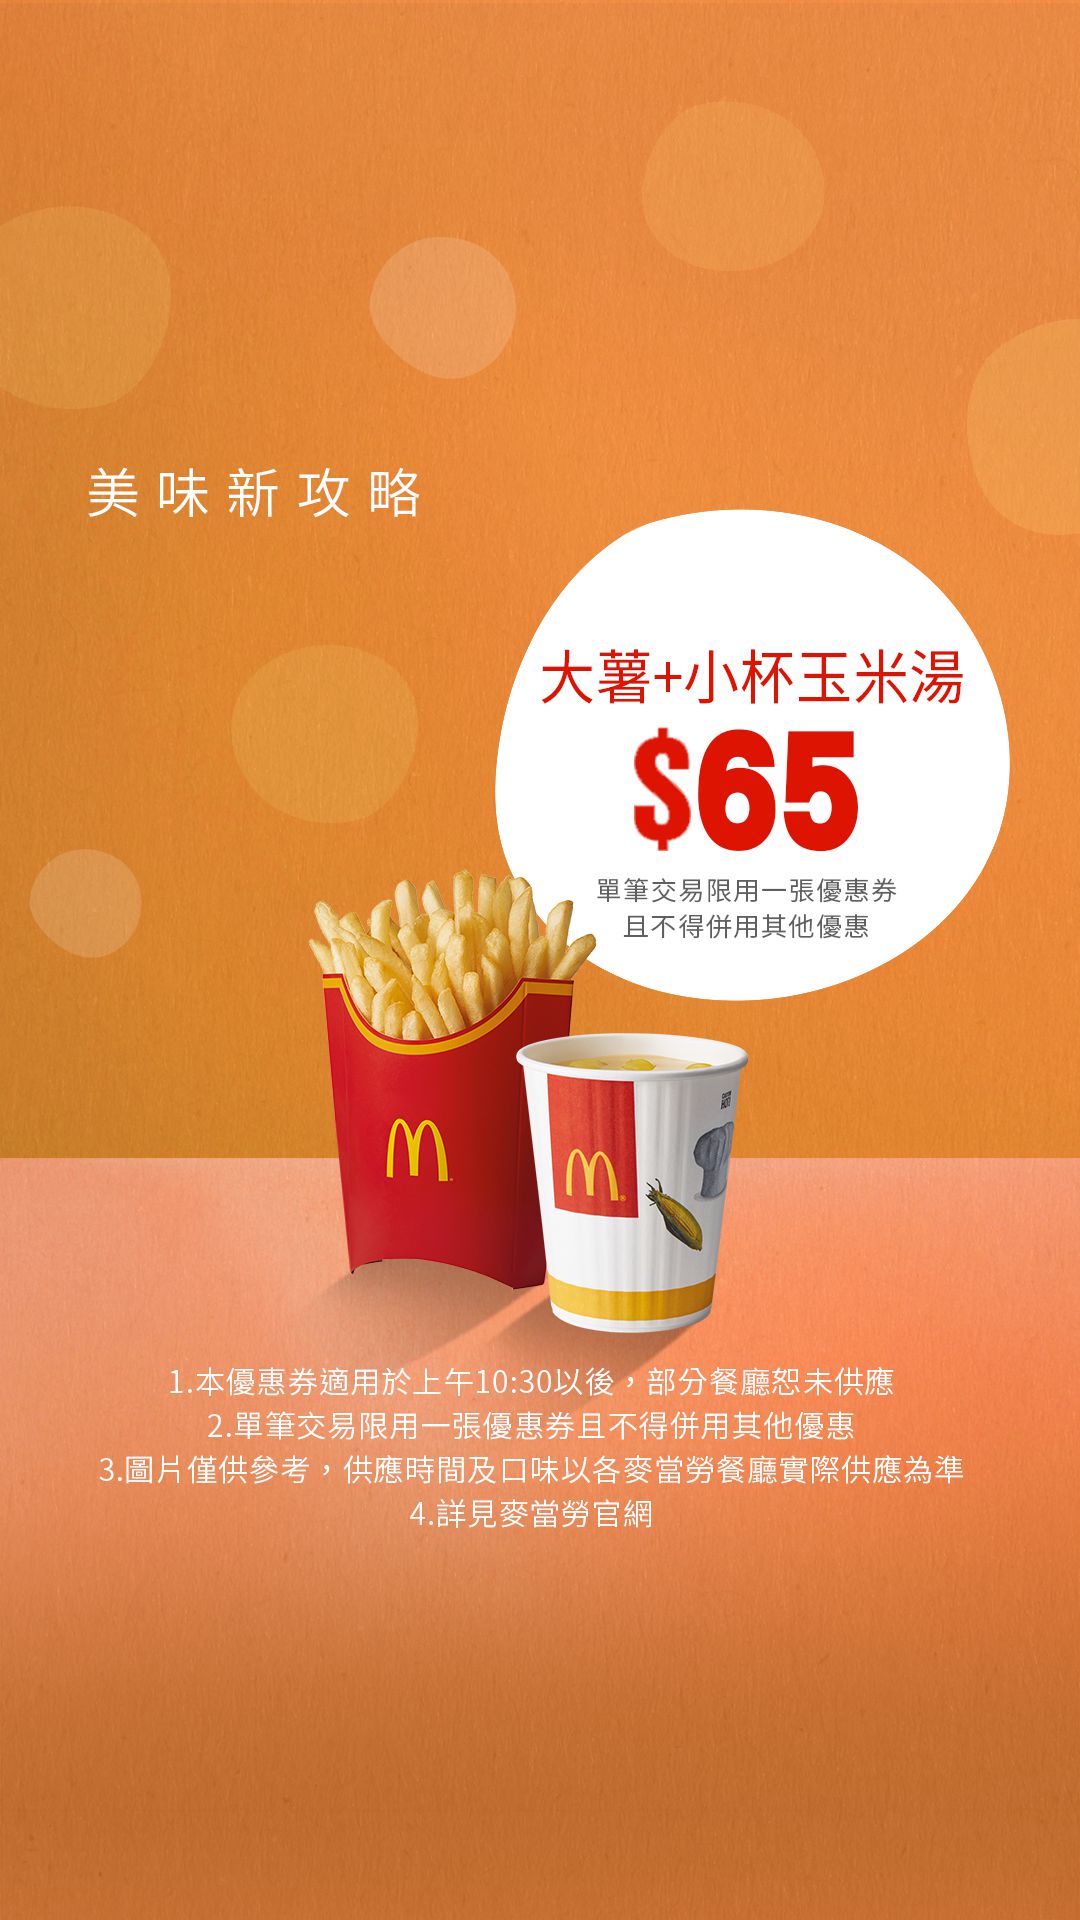 美味新攻略
大薯+小杯玉米湯
$65
單筆交易限用一張優惠券
且不得併用其他優惠
1.本優惠券適用於上午10:30以後，部分餐廳恕未供應
2.單筆交易限用一張優惠券且不得併用其他優惠
3.圖片僅供參考，供應時間及口味以各麥當勞餐廳實際供應為準
4.詳見麥當勞官網